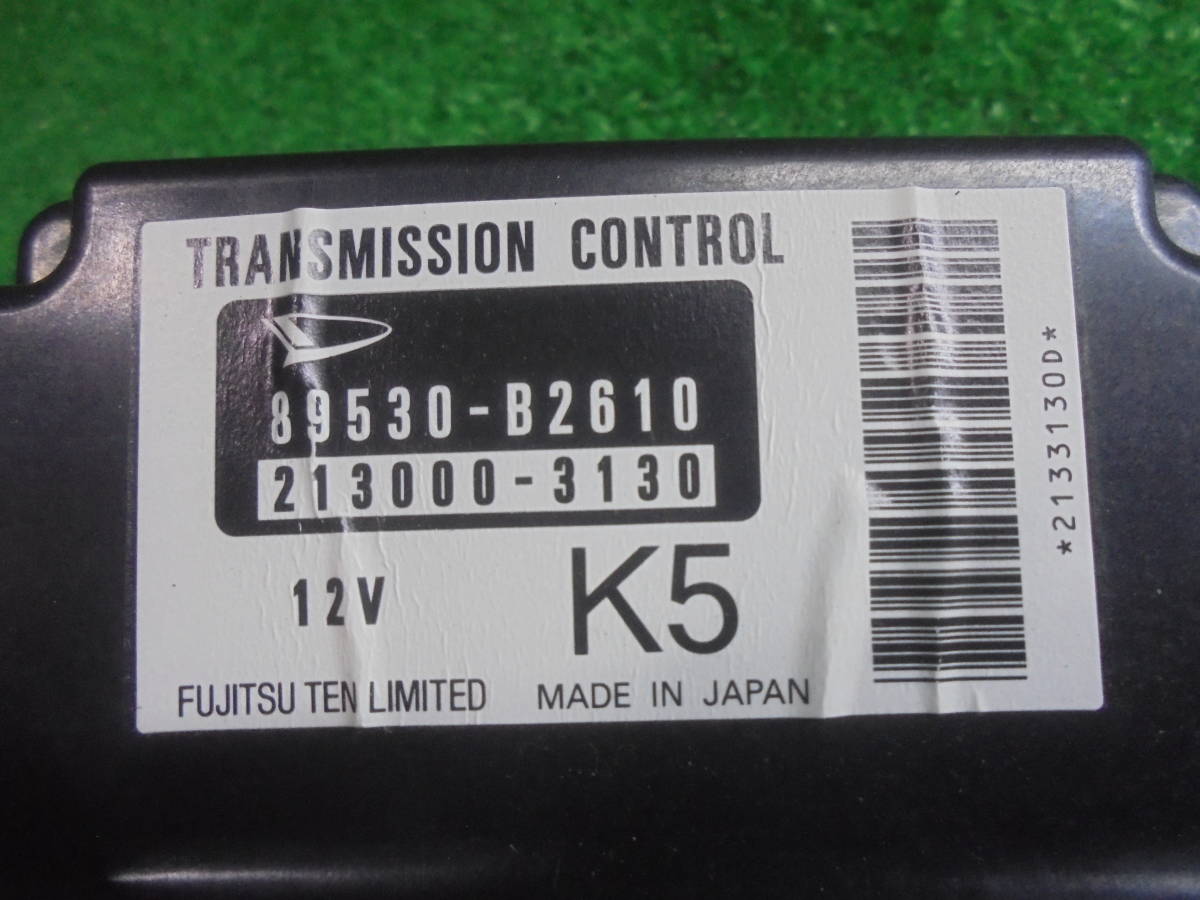 TRANSMISSION CONTROL
89530-B2610
213000-3130
12V
K5
FUJITSU TEN LIMITED
MADE IN JAPAN
*2133130D*